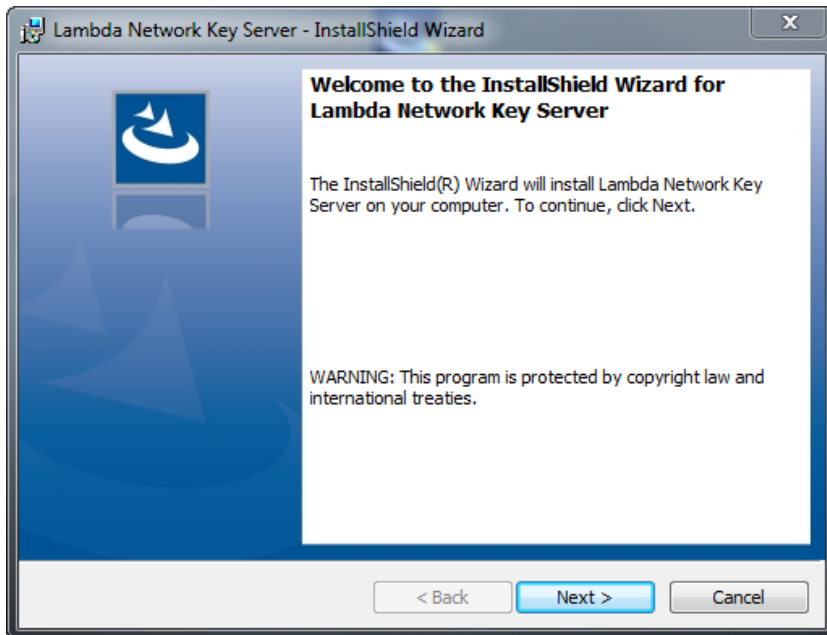 Lambda Network Key Server - InstallShield Wizard
Welcome to the InstallShield Wizard for
Lambda Network Key Server
The InstallShield(R) Wizard will install Lambda Network Key
Server on your computer. To continue, click Next.
WARNING: This program is protected by copyright law and
international treaties.
< Back
Next >
Cancel